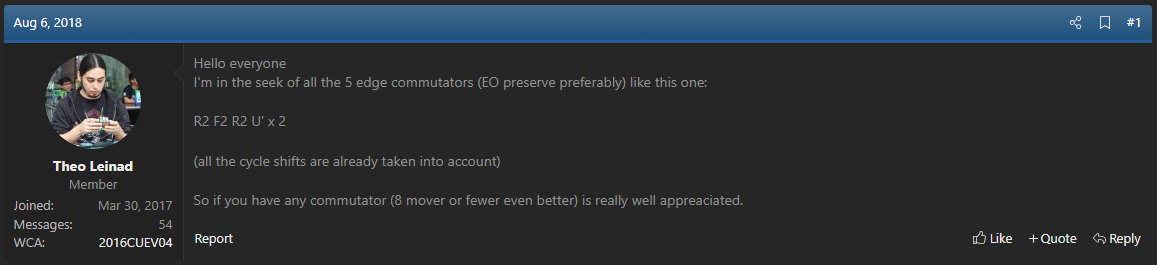 Aug 6, 2018
#1
Hello everyone
I'm in the seek of all the 5 edge commutators (EO preserve preferably) like this one:
R2 F2 R2 U' x 2
(all the cycle shifts are already taken into account)
So if you have any commutator (8 mover or fewer even better) is really well appreaciated.
Theo Leinad
Member
Joined: Mar 30, 2017
Messages: 54
WCA: 2016CUEV04
Report
Like
+Quote
Reply